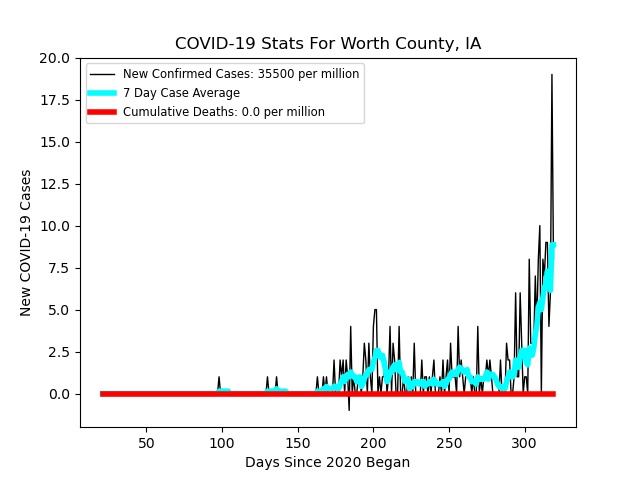 COVID-19 Stats For Worth County, IA
New Confirmed Cases: 35500 per million
7 Day Case Average
Cumulative Deaths: 0.0 per million
20.0
17.5
15.0
12.5
10.0
7.5
5.0
2.5
0.0
New COVID-19 Cases
50 100 150 200 250 300
Days Since 2020 Began